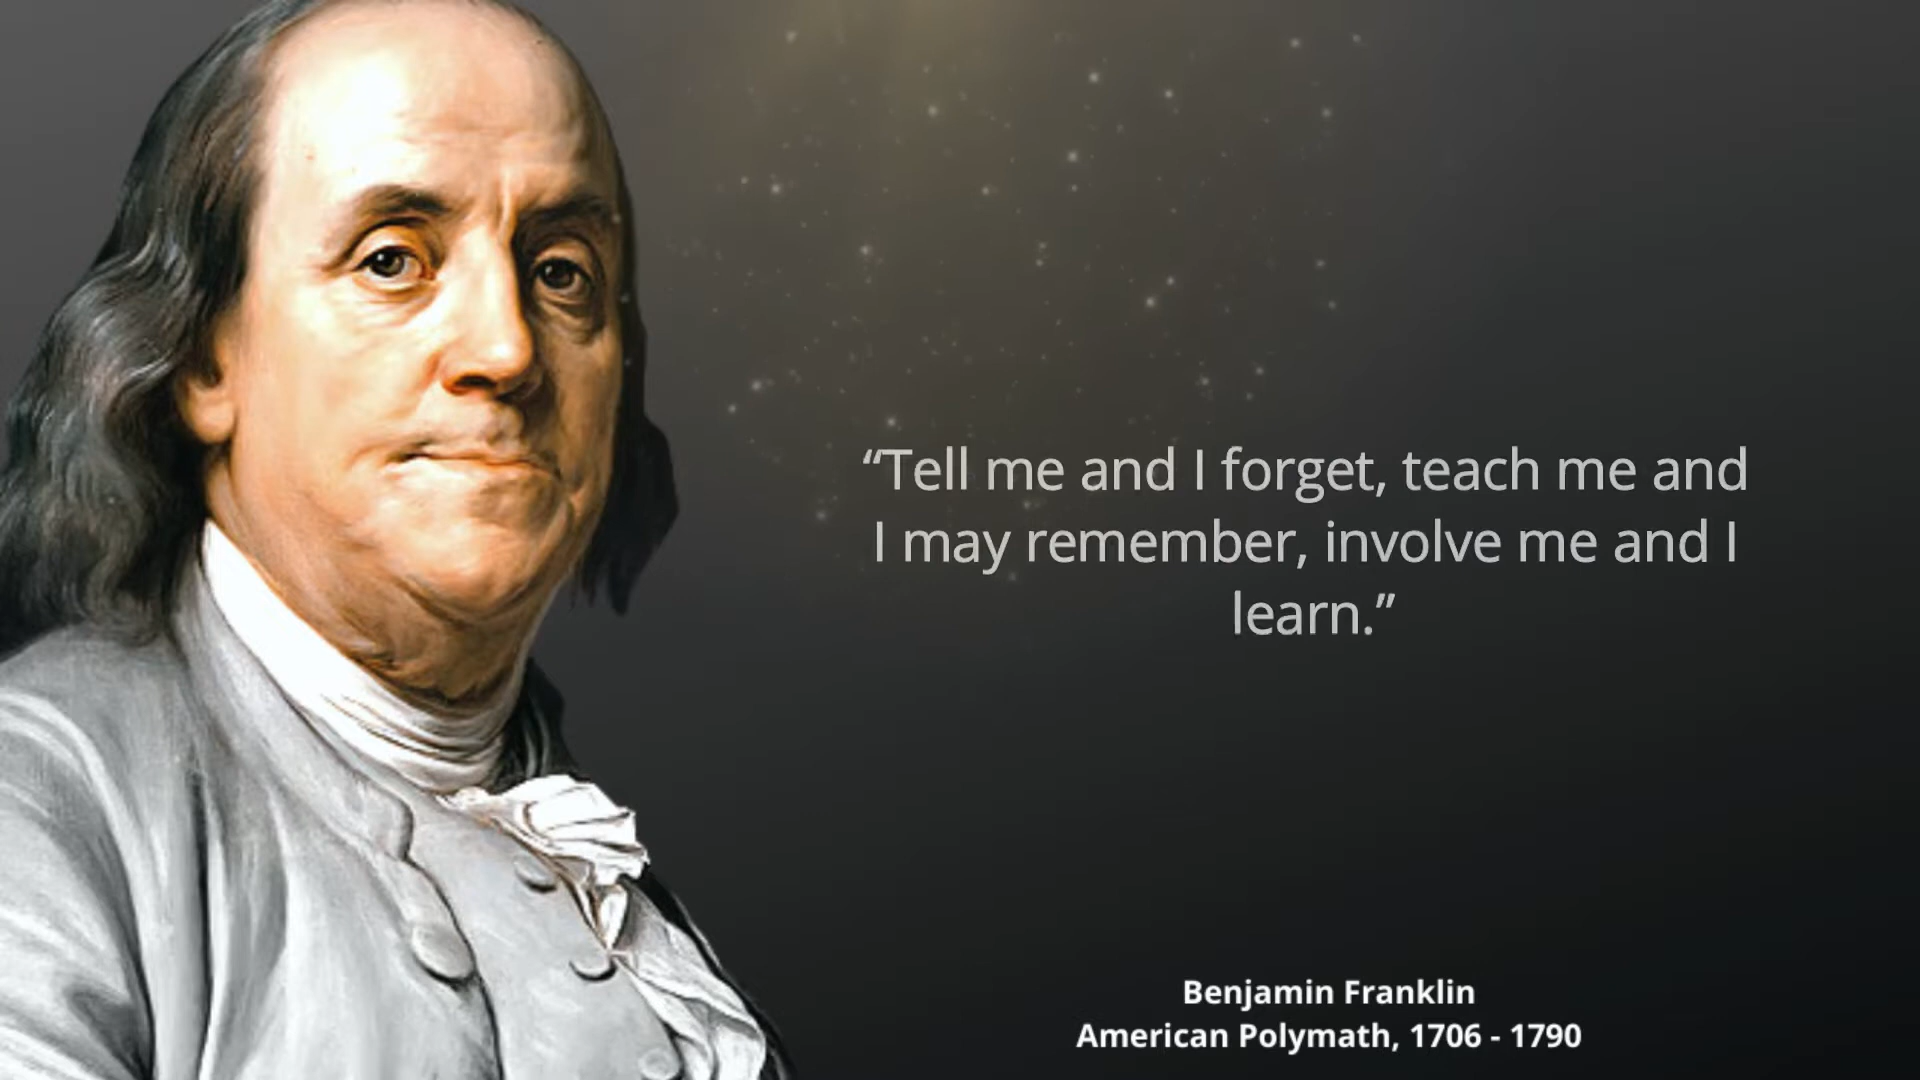 “Tell me and I forget, teach me and
I may remember, involve me and I
learn.”
Benjamin Franklin
American Polymath, 1706 - 1790